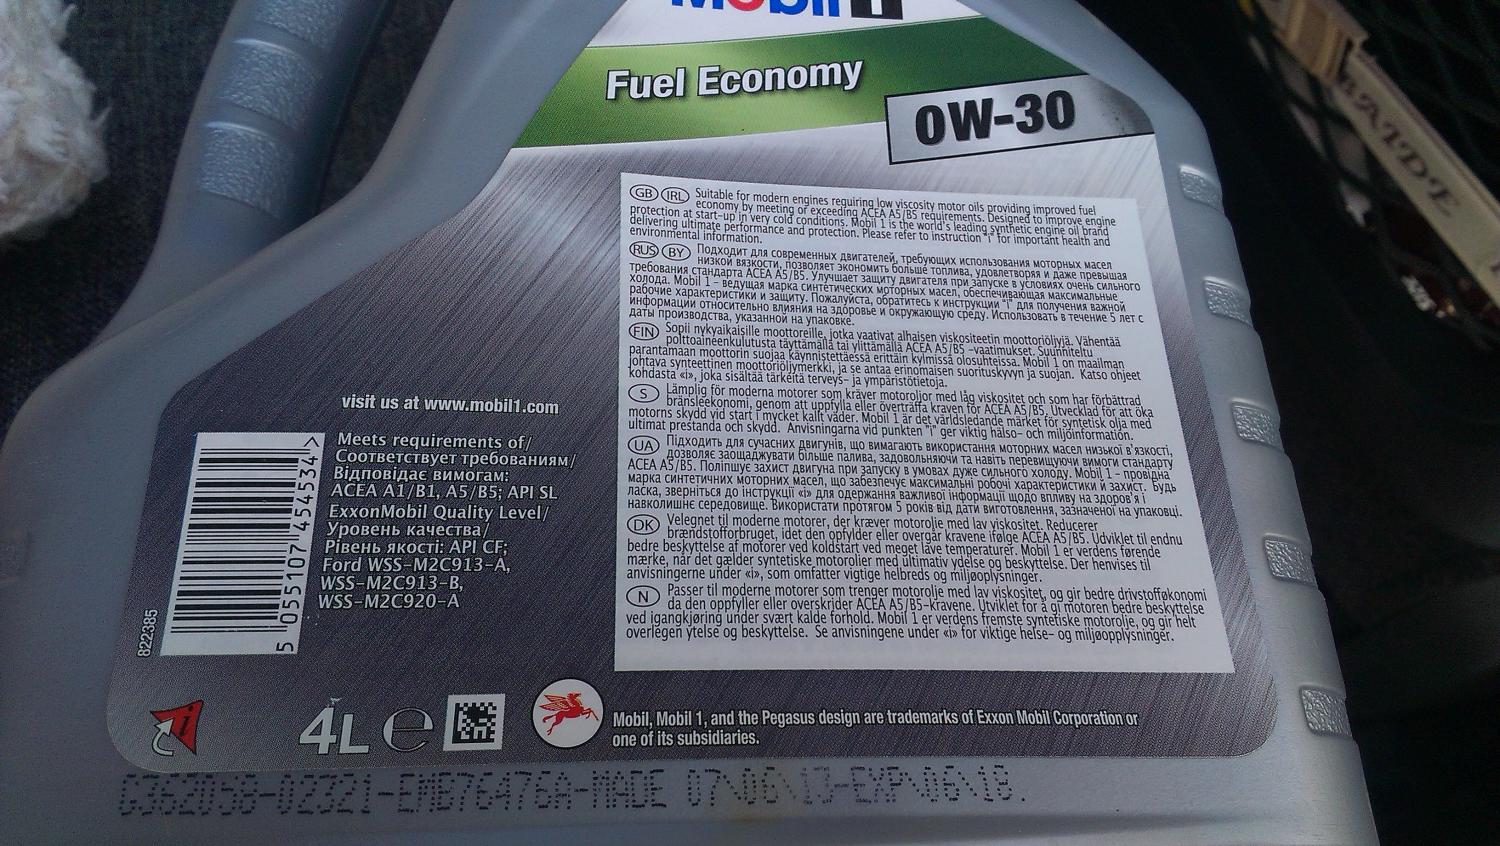 Mobil 1
Fuel Economy
0W-30
GB IRL Suitable for modern engines requiring low viscosity motor oils providing improved fuel
economy by meeting or exceeding ACEA A5/B5 requirements. Designed to improve engine
protection at start-up in very cold conditions. Mobil 1 is the world's leading synthetic engine oil brand
delivering ultimate performance and protection. Please refer to instruction "i" for important health and
environmental information.
RUS BY Подходит для современных двигателей, требующих использования моторных масел
низкой вязкости, позволяет экономить больше топлива, удовлетворяя и даже превышая
требования стандарта ACEA A5/B5. Улучшает защиту двигателя при запуске в условиях очень сильного
холода. Mobil 1 – ведущая марка синтетических моторных масел, обеспечивающая максимальные
рабочие характеристики и защиту. Пожалуйста, обратитесь к инструкции "i" для получения важной
информации относительно влияния на здоровье и окружающую среду. Использовать в течение 5 лет с
даты производства, указанной на упаковке.
FIN Sopii nykyaikaisille moottoreille, jotka vaativat alhaisen viskositeetin moottoriöljyjä. Vähentää
polttoaineenkulutusta täyttämällä tai ylittämällä ACEA A5/B5 -vaatimukset. Suunniteltu
parantamaan moottorin suojaa käynnistettäessä erittäin kylmissä olosuhteissa. Mobil 1 on maailman
johtava synteettinen moottoriöljymerkki, ja se antaa erinomaisen suorituskyvyn ja suojan. Katso ohjeet
kohdasta «i», joka sisältää tärkeitä terveys- ja ympäristötietoja.
S Lämplig för moderna motorer som kräver motoroljor med låg viskositet och som har förbättrad
bränsleekonomi, genom att uppfylla eller överträffa kraven för ACEA A5/B5. Utvecklad för att öka
motorns skydd vid start i mycket kallt väder. Mobil 1 är det världsledande märket för syntetisk olja med
ultimat prestanda och skydd. Anvisningarna vid punkten "i" ger viktig hälso- och miljöinformation.
UA Підходить для сучасних двигунів, що вимагають використання моторних масел низької в'язкості,
дозволяє заощаджувати більше палива, задовольняючи та навіть перевищуючи вимоги стандарту
ACEA A5/B5. Поліпшує захист двигуна при запуску в умовах дуже сильного холоду. Mobil 1 – провідна
марка синтетичних моторних масел, що забезпечує максимальні робочі характеристики й захист. Будь
ласка, зверніться до інструкції «i» для одержання важливої інформації щодо впливу на здоров'я і
навколишнє середовище. Використати протягом 5 років від дати виготовлення, зазначеної на упаковці.
DK Velegnet til moderne motorer, der kræver motorolje med lav viskositet. Reducerer
brændstofforbruget, idet den opfylder eller overgår kravene ifølge ACEA A5/B5. Udviklet til endnu
bedre beskyttelse af motorer ved koldstart ved meget lave temperaturer. Mobil 1 er verdens førende
mærke, når det gælder syntetiske motoroller med ultimativ ydelse og beskyttelse. Der henvises til
anvisningerne under «i», som omfatter vigtige helbreds og miljøoplysninger.
N Passer til moderne motorer som trenger motorolje med lav viskositet, og gir bedre drivstofføkonomi
da den oppfyller eller overskrider ACEA A5/B5-kravene. Utviklet for å gi motoren bedre beskyttelse
ved igangkjøring under svært kalde forhold. Mobil 1 er verdens fremste syntetiske motorolje, og gir helt
overlegen ytelse og beskyttelse. Se anvisningene under «i» for viktige helse- og miljøopplysninger.
visit us at www.mobil1.com
Meets requirements of/
Соответствует требованиям/
Відповідає вимогам:
ACEA A1/B1, A5/B5; API SL
ExxonMobil Quality Level/
Уровень качества/
Рівень якості: API CF;
Ford WSS-M2C913-A,
WSS-M2C913-B,
WSS-M2C920-A
5 055107 454534 >
822385
i
4L e
Mobil, Mobil 1, and the Pegasus design are trademarks of Exxon Mobil Corporation or
one of its subsidiaries.
G36205B-02321-EMB76476A-MADE 07\06\13-EXP\06\18.